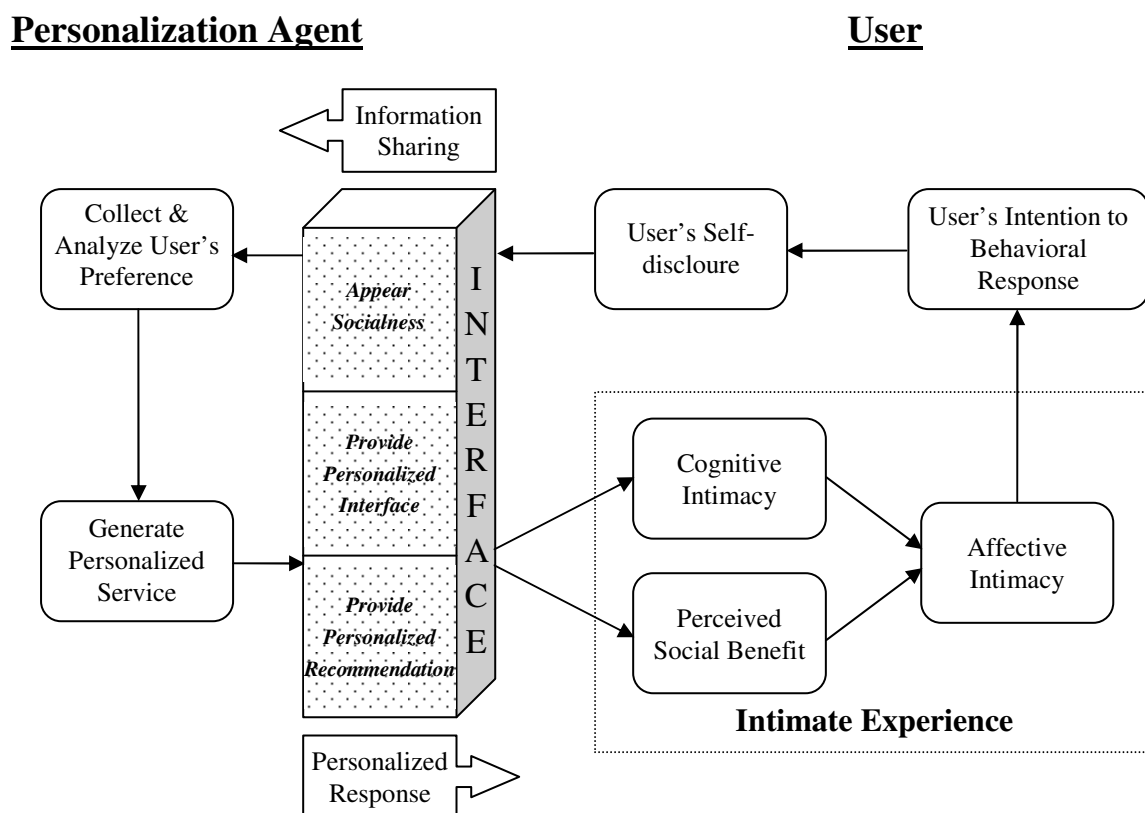 Personalization Agent
User
Information
Sharing
Collect &
Analyze User's
Preference
Appear
Socialness
INTERFACE
User's Self-
discloure
User's Intention to
Behavioral
Response
Provide
Personalized
Interface
Cognitive
Intimacy
Generate
Personalized
Service
Affective
Intimacy
Provide
Personalized
Recommendation
Perceived
Social Benefit
Intimate Experience
Personalized
Response